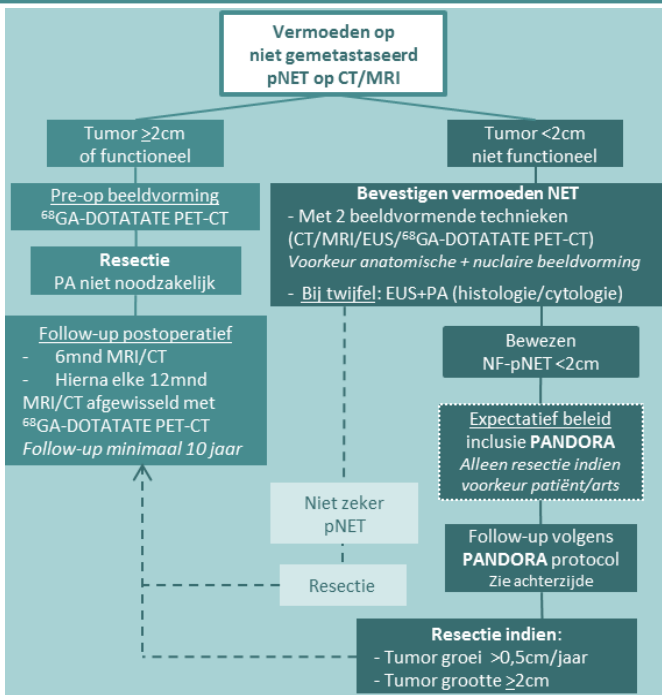 Vermoeden op
niet gemetastaseerd
pNET op CT/MRI
Tumor ≥2cm
of functioneel
Pre-op beeldvorming
⁶⁸GA-DOTATATE PET-CT
Resectie
PA niet noodzakelijk
Follow-up postoperatief
- 6mnd MRI/CT
- Hierna elke 12mnd
MRI/CT afgewisseld met
⁶⁸GA-DOTATATE PET-CT
Follow-up minimaal 10 jaar
Tumor <2cm
niet functioneel
Bevestigen vermoeden NET
- Met 2 beeldvormende technieken
(CT/MRI/EUS/⁶⁸GA-DOTATATE PET-CT)
Voorkeur anatomische + nuclaire beeldvorming
- Bij twijfel: EUS+PA (histologie/cytologie)
Niet zeker
pNET
Resectie
Bewezen
NF-pNET <2cm
Expectatief beleid
inclusie PANDORA
Alleen resectie indien
voorkeur patiënt/arts
Follow-up volgens
PANDORA protocol
Zie achterzijde
Resectie indien:
- Tumor groei >0,5cm/jaar
- Tumor grootte ≥2cm